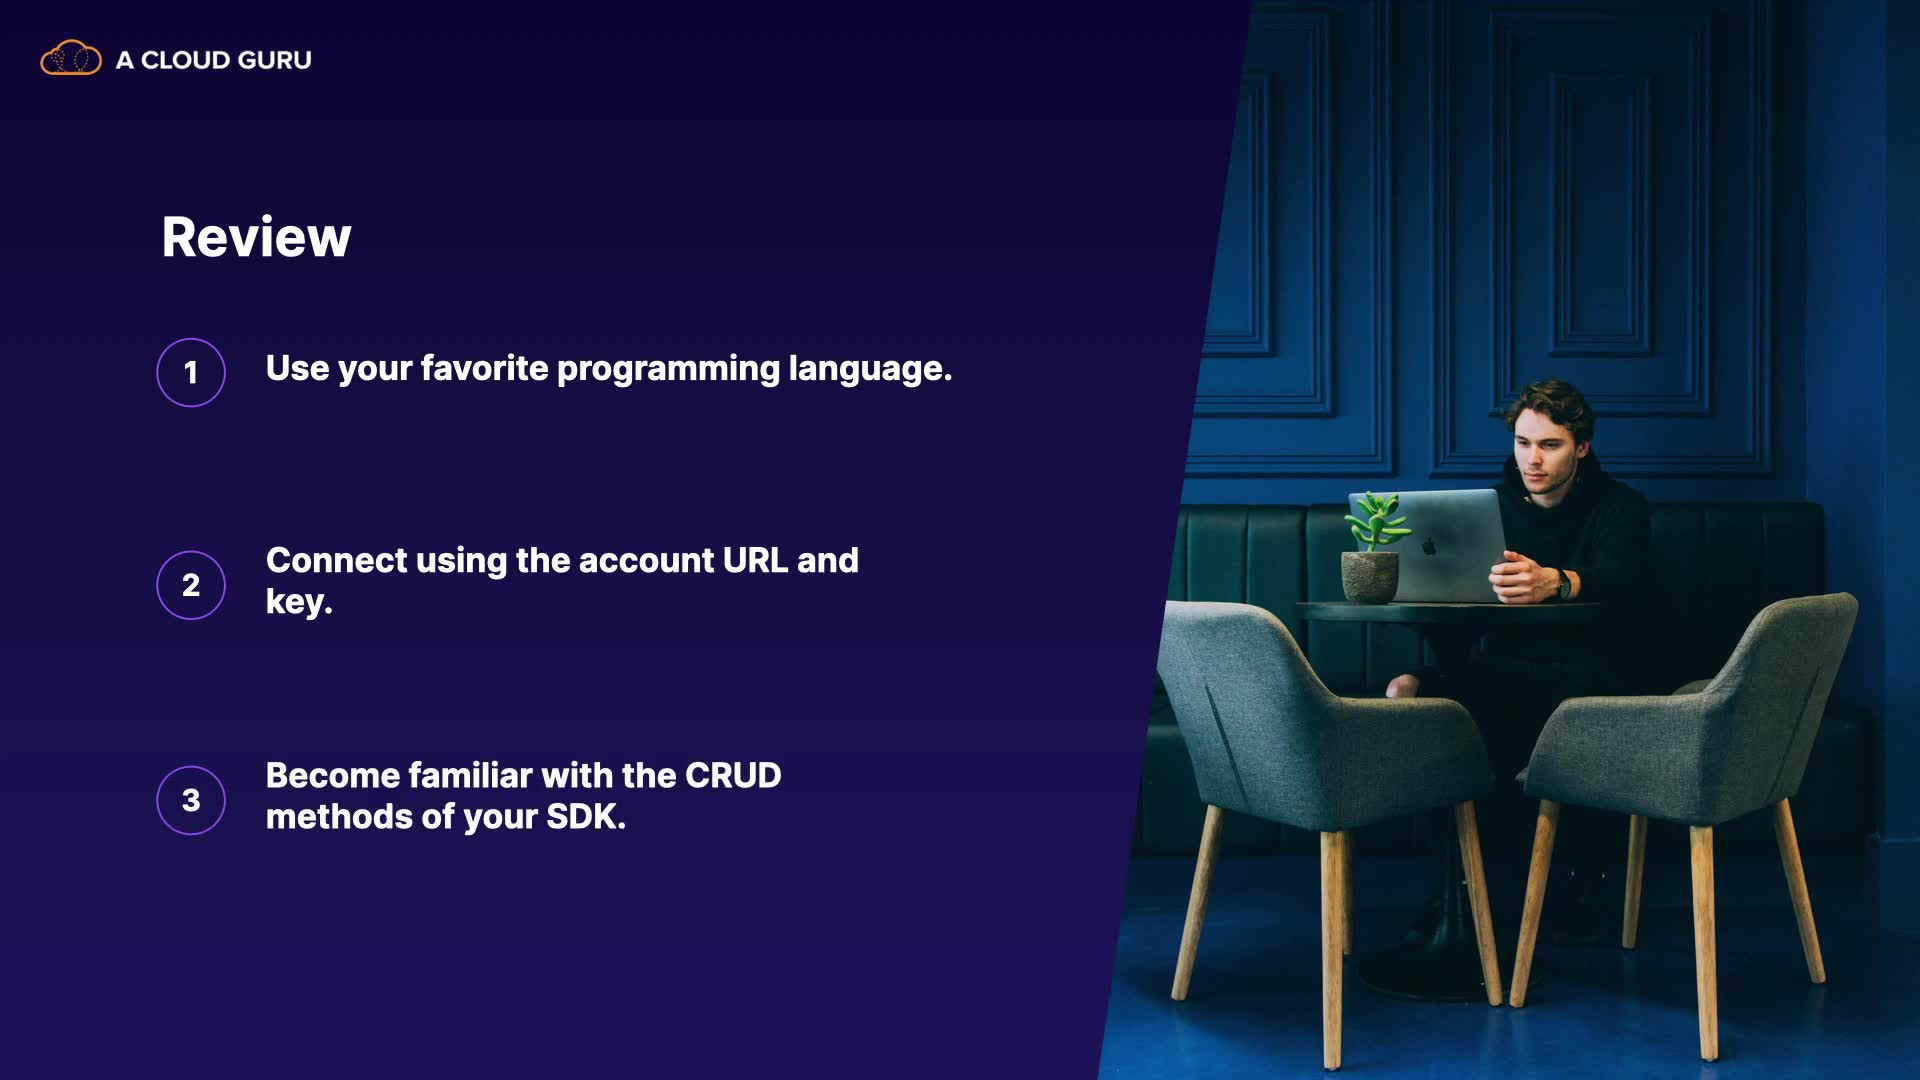 A CLOUD GURU
Review
1
Use your favorite programming language.
2
Connect using the account URL and
key.
3
Become familiar with the CRUD
methods of your SDK.